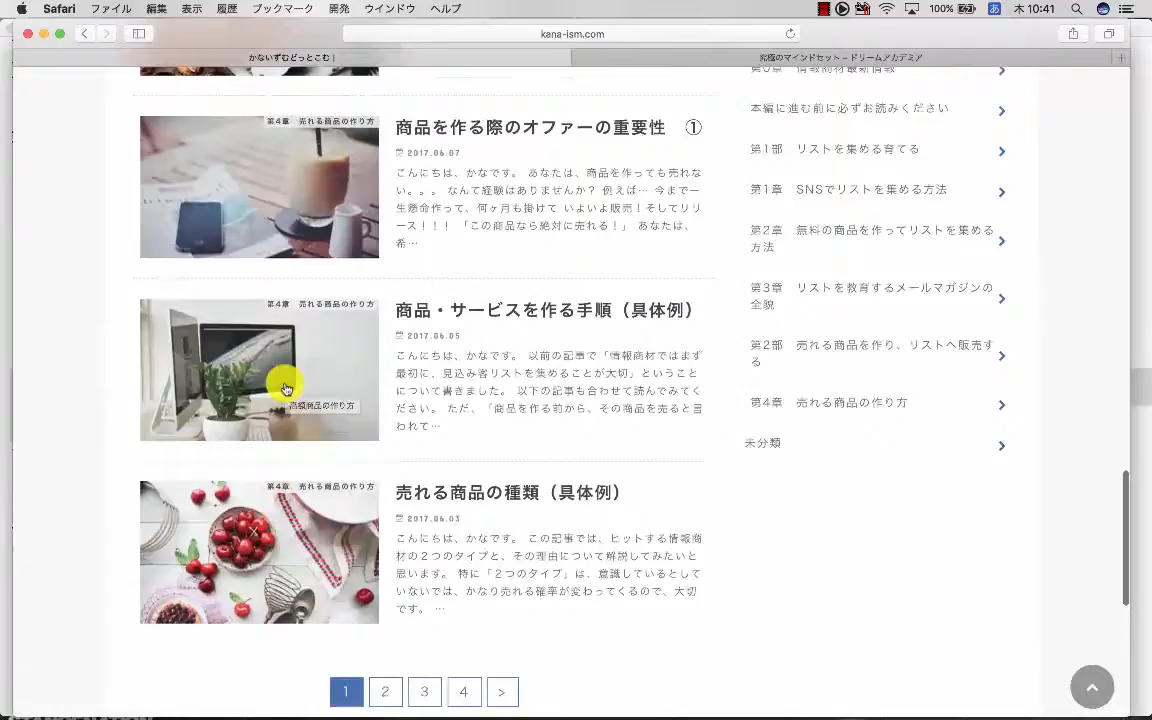 Safari ファイル 編集 表示 履歴 ブックマーク 開発 ウインドウ ヘルプ 100% あ 木 10:41
kana-ism.com
かないずむどっとこむ |
究極のマインドセット – ドリームアカデミア
第4章 売れる商品の作り方
商品を作る際のオファーの重要性 ①
2017.06.07
こんにちは、かなです。 あなたは、商品を作っても売れな
い。。。 なんて経験はありませんか？ 例えば… 今まで一
生懸命作って、何ヶ月も掛けて いよいよ販売！そしてリリ
ース！！！ 「この商品なら絶対に売れる！」 あなたは、
希…
第4章 売れる商品の作り方
高額商品の作り方
商品・サービスを作る手順（具体例）
2017.06.05
こんにちは、かなです。 以前の記事で「情報商材ではまず
最初に、見込み客リストを集めることが大切」ということ
について書きました。 以下の記事も合わせて読んでみてく
ださい。 ただ、「商品を作る前から、その商品を売ると言
われて…
第4章 売れる商品の作り方
売れる商品の種類（具体例）
2017.06.03
こんにちは、かなです。 この記事では、ヒットする情報商
材の２つのタイプと、その理由について解説してみたいと
思います。 特に「２つのタイプ」は、意識しているとして
いないでは、かなり売れる確率が変わってくるので、大切
です。 …
1 2 3 4 >
第0章 情報商材最新情報
本編に進む前に必ずお読みください
第1部 リストを集める育てる
第1章 SNSでリストを集める方法
第2章 無料の商品を作ってリストを集める
方法
第3章 リストを教育するメールマガジンの
全貌
第2部 売れる商品を作り、リストへ販売す
る
第4章 売れる商品の作り方
未分類